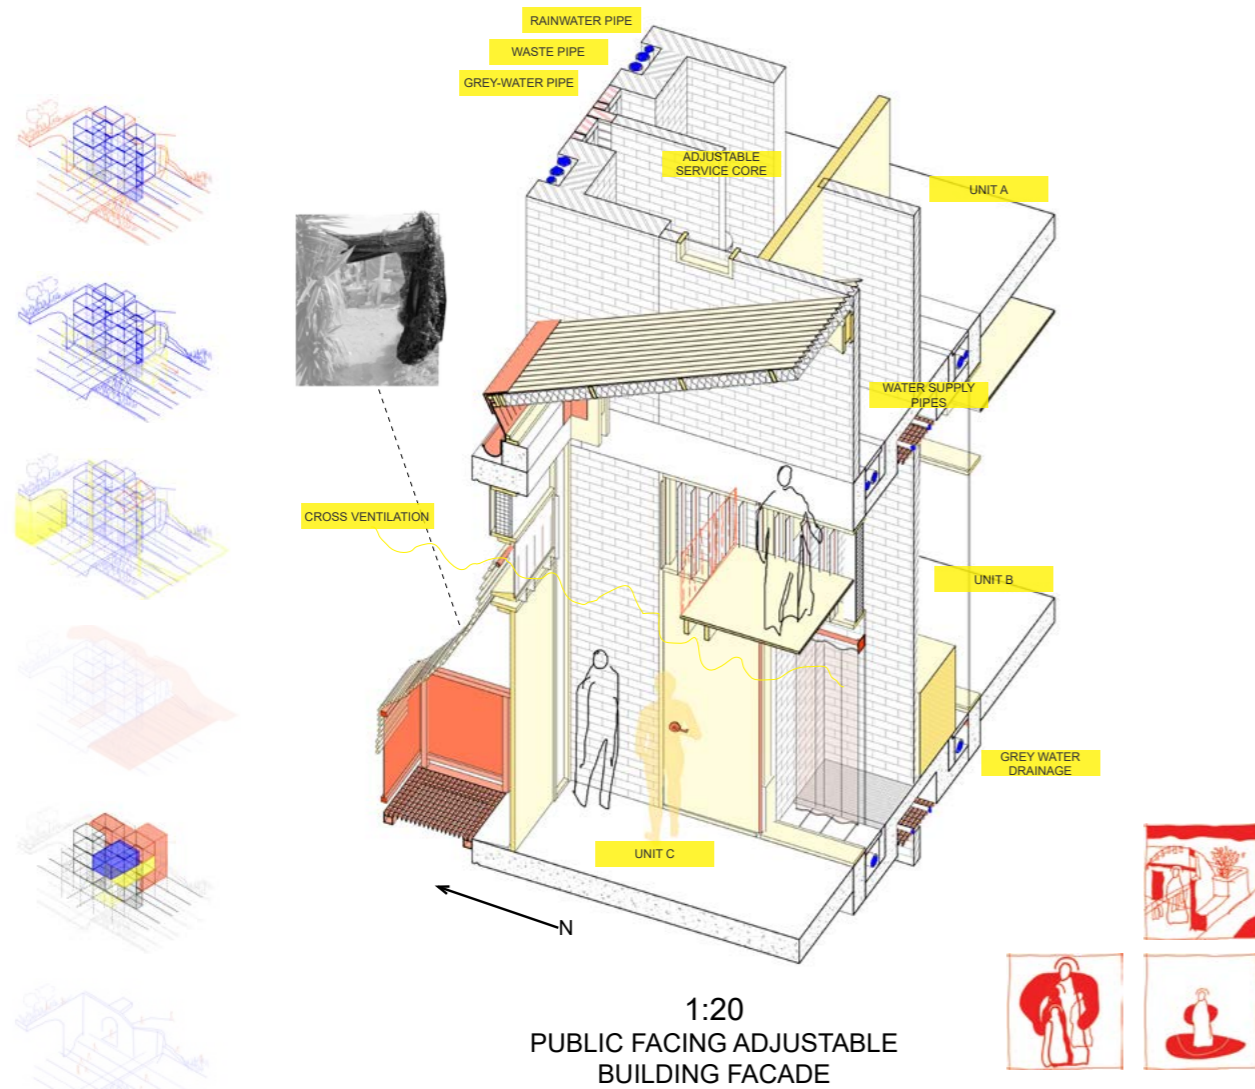 RAINWATER PIPE
WASTE PIPE
GREY-WATER PIPE
ADJUSTABLE
SERVICE CORE
UNIT A
WATER SUPPLY
PIPES
CROSS VENTILATION
UNIT B
GREY WATER
DRAINAGE
UNIT C
N
1:20
PUBLIC FACING ADJUSTABLE
BUILDING FACADE